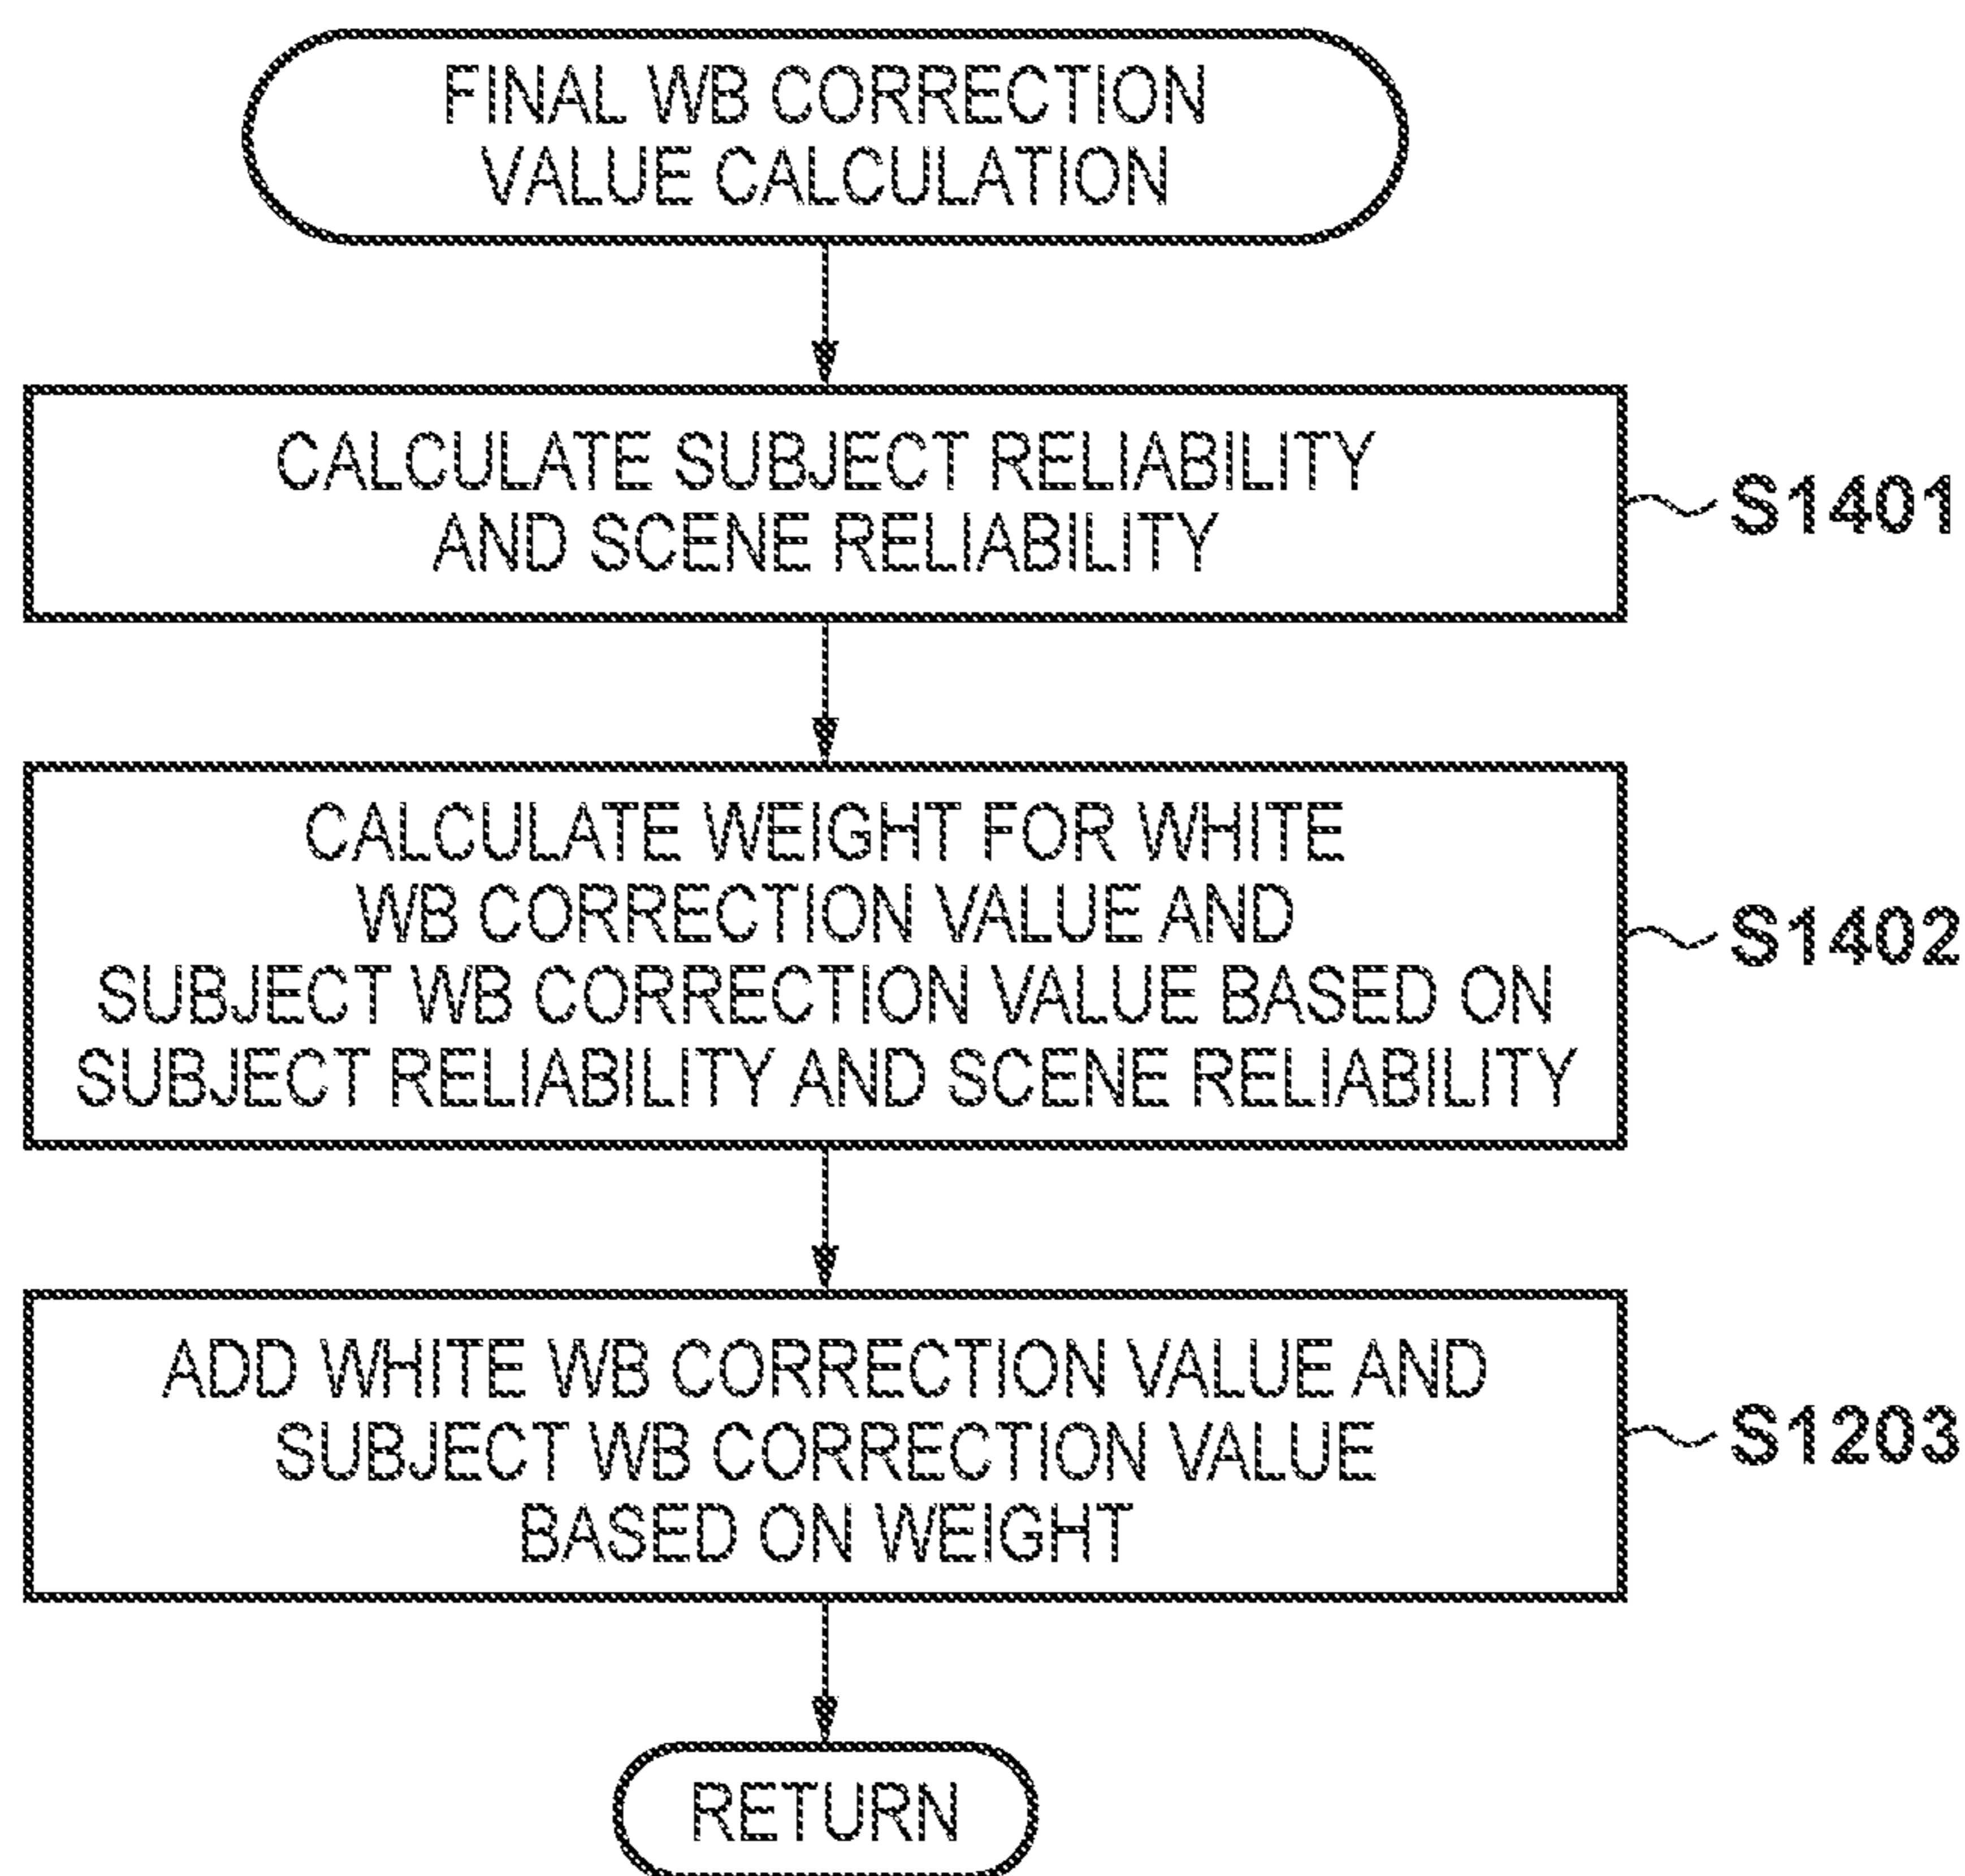 FINAL WB CORRECTION
VALUE CALCULATION
CALCULATE SUBJECT RELIABILITY
AND SCENE RELIABILITY
S1401
CALCULATE WEIGHT FOR WHITE
WB CORRECTION VALUE AND
SUBJECT WB CORRECTION VALUE BASED ON
SUBJECT RELIABILITY AND SCENE RELIABILITY
S1402
ADD WHITE WB CORRECTION VALUE AND
SUBJECT WB CORRECTION VALUE
BASED ON WEIGHT
S1203
RETURN